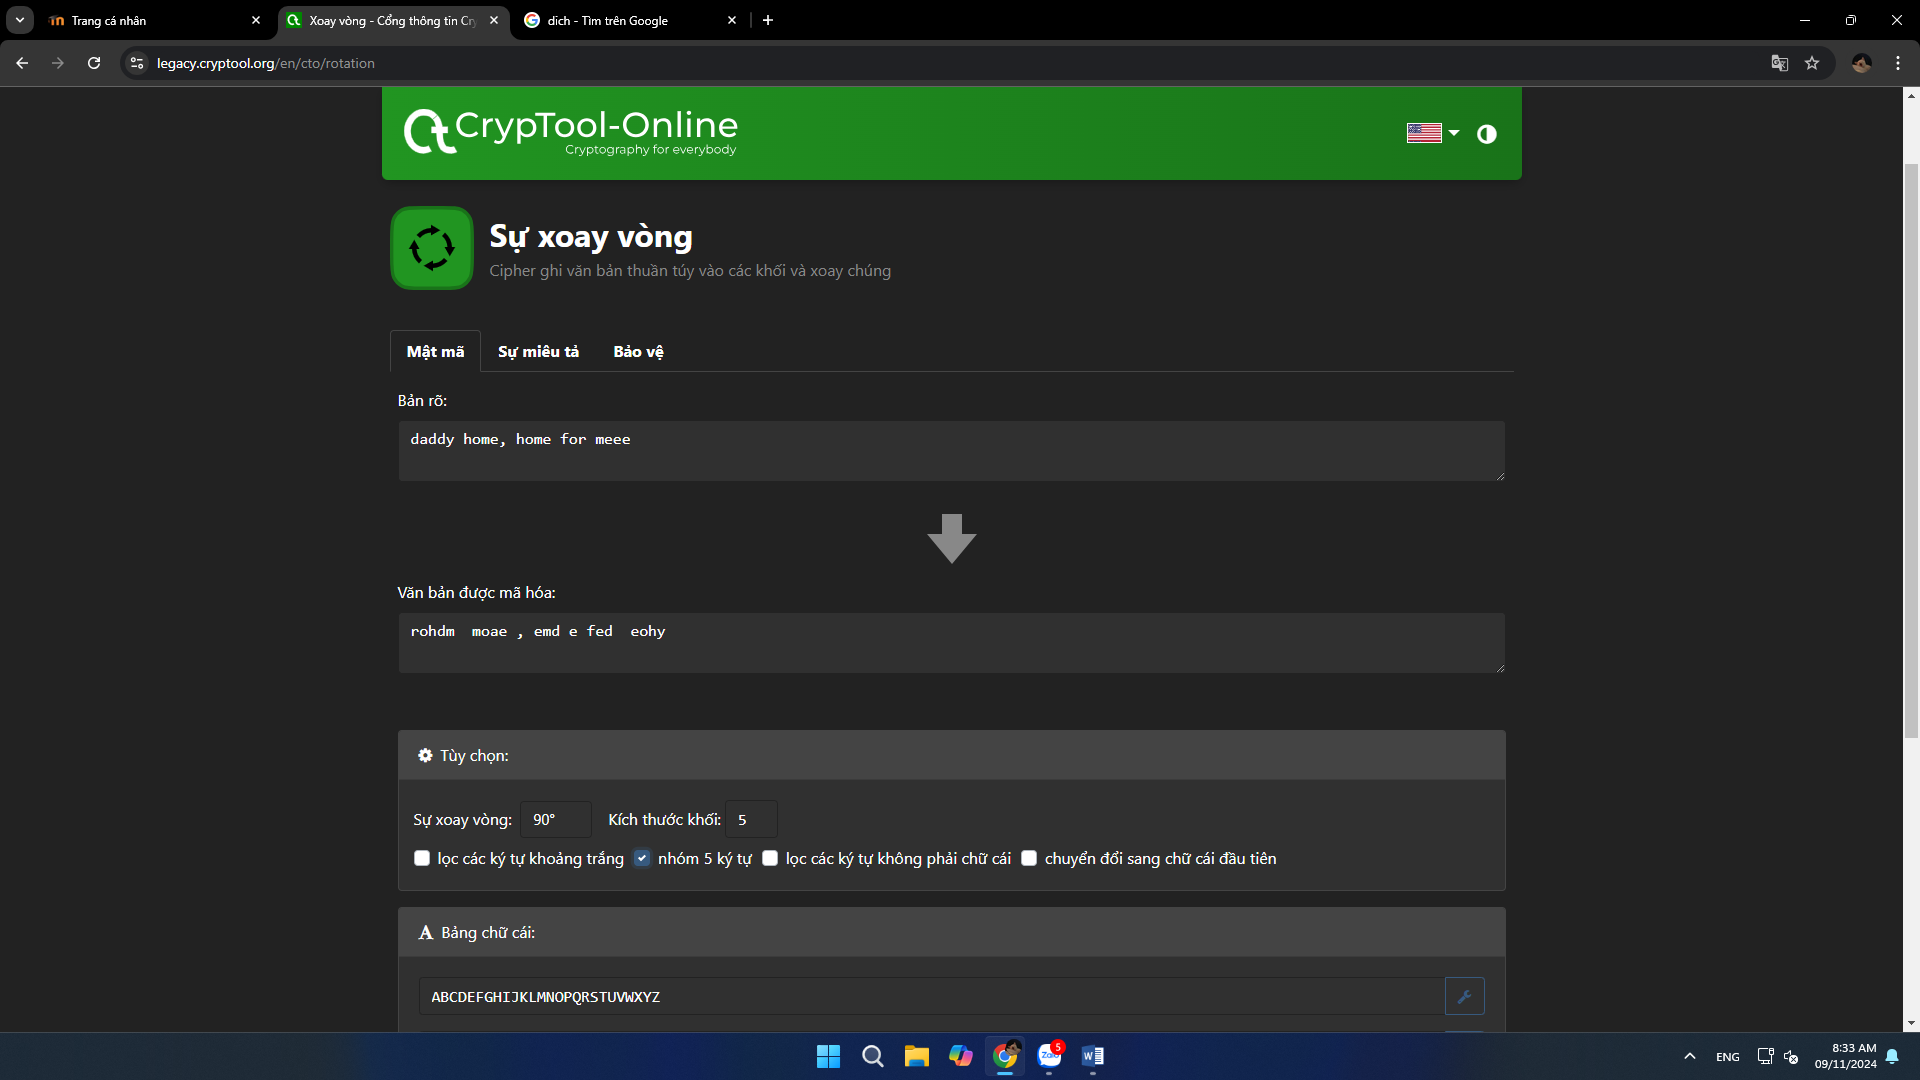 Trang cá nhân
Xoay vòng - Cổng thông tin Cry
dich - Tìm trên Google
legacy.cryptool.org/en/cto/rotation
CrypTool-Online
Cryptography for everybody
Sự xoay vòng
Cipher ghi văn bản thuần túy vào các khối và xoay chúng
Mật mã Sự miêu tả Bảo vệ
Bản rõ:
daddy home, home for meee
Văn bản được mã hóa:
rohdm  moae , emd e fed  eohy
Tùy chọn:
Sự xoay vòng: 90° Kích thước khối: 5
lọc các ký tự khoảng trắng nhóm 5 ký tự lọc các ký tự không phải chữ cái chuyển đổi sang chữ cái đầu tiên
A Bảng chữ cái:
ABCDEFGHIJKLMNOPQRSTUVWXYZ
Zalo 5
ENG
8:33 AM
09/11/2024